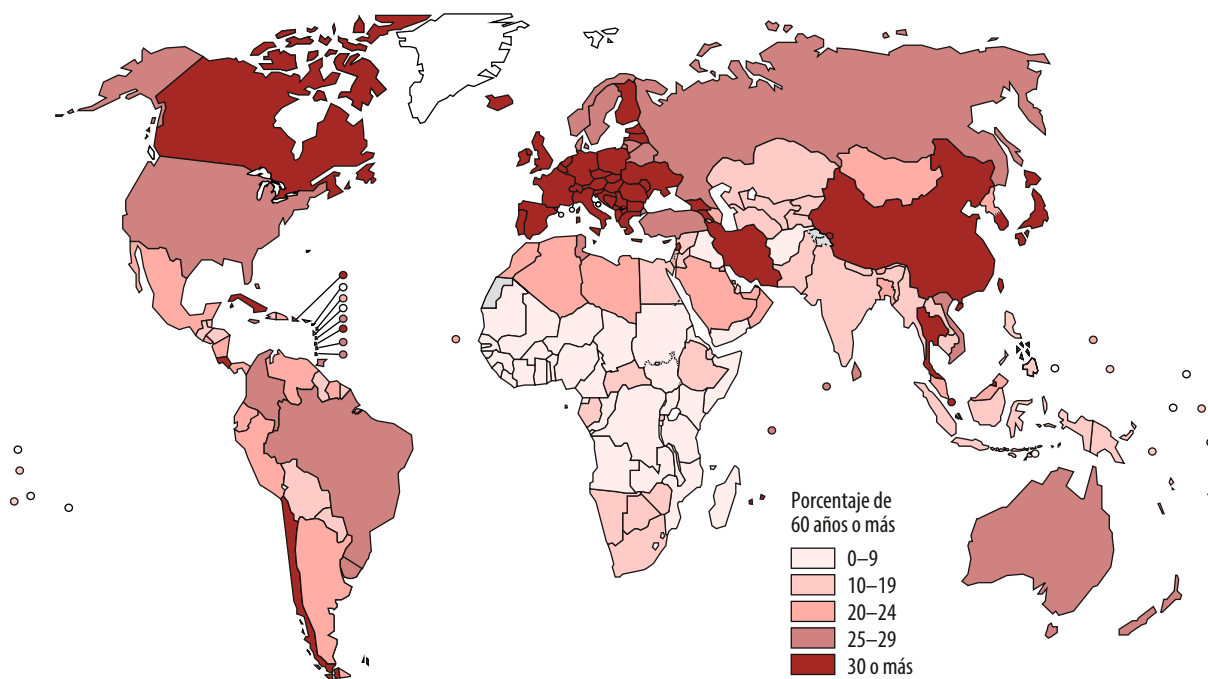 Porcentaje de
60 años o más
0–9
10–19
20–24
25–29
30 o más